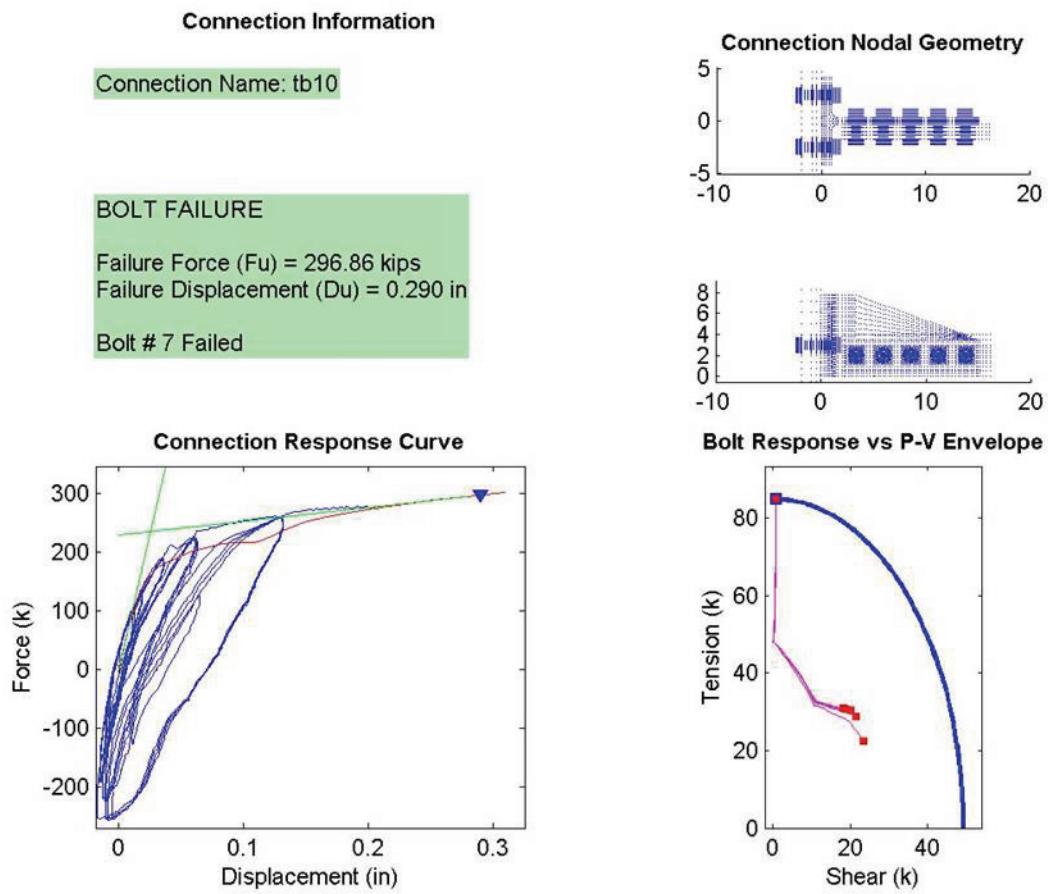 Connection Information
Connection Name: tb10
BOLT FAILURE
Failure Force (Fu) = 296.86 kips
Failure Displacement (Du) = 0.290 in
Bolt # 7 Failed
Connection Nodal Geometry
5
0
-5
-10 0 10 20
8
6
4
2
0
-10 0 10 20
Connection Response Curve
300
200
100
0
-100
-200
Force (k)
0 0.1 0.2 0.3
Displacement (in)
Bolt Response vs P-V Envelope
80
60
40
20
0
Tension (k)
0 20 40
Shear (k)